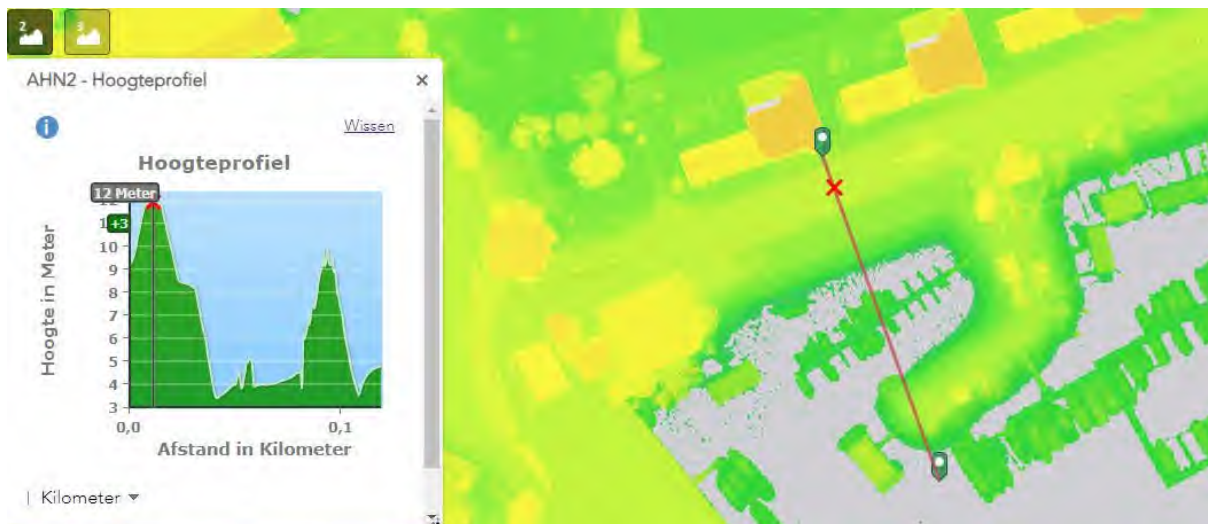 2
3
AHN2 - Hoogteprofiel ×
i
Wissen
Hoogteprofiel
12 Meter
+3
10
9
8
7
6
5
4
3
0,0
0,1
Hoogte in Meter
Afstand in Kilometer
| Kilometer